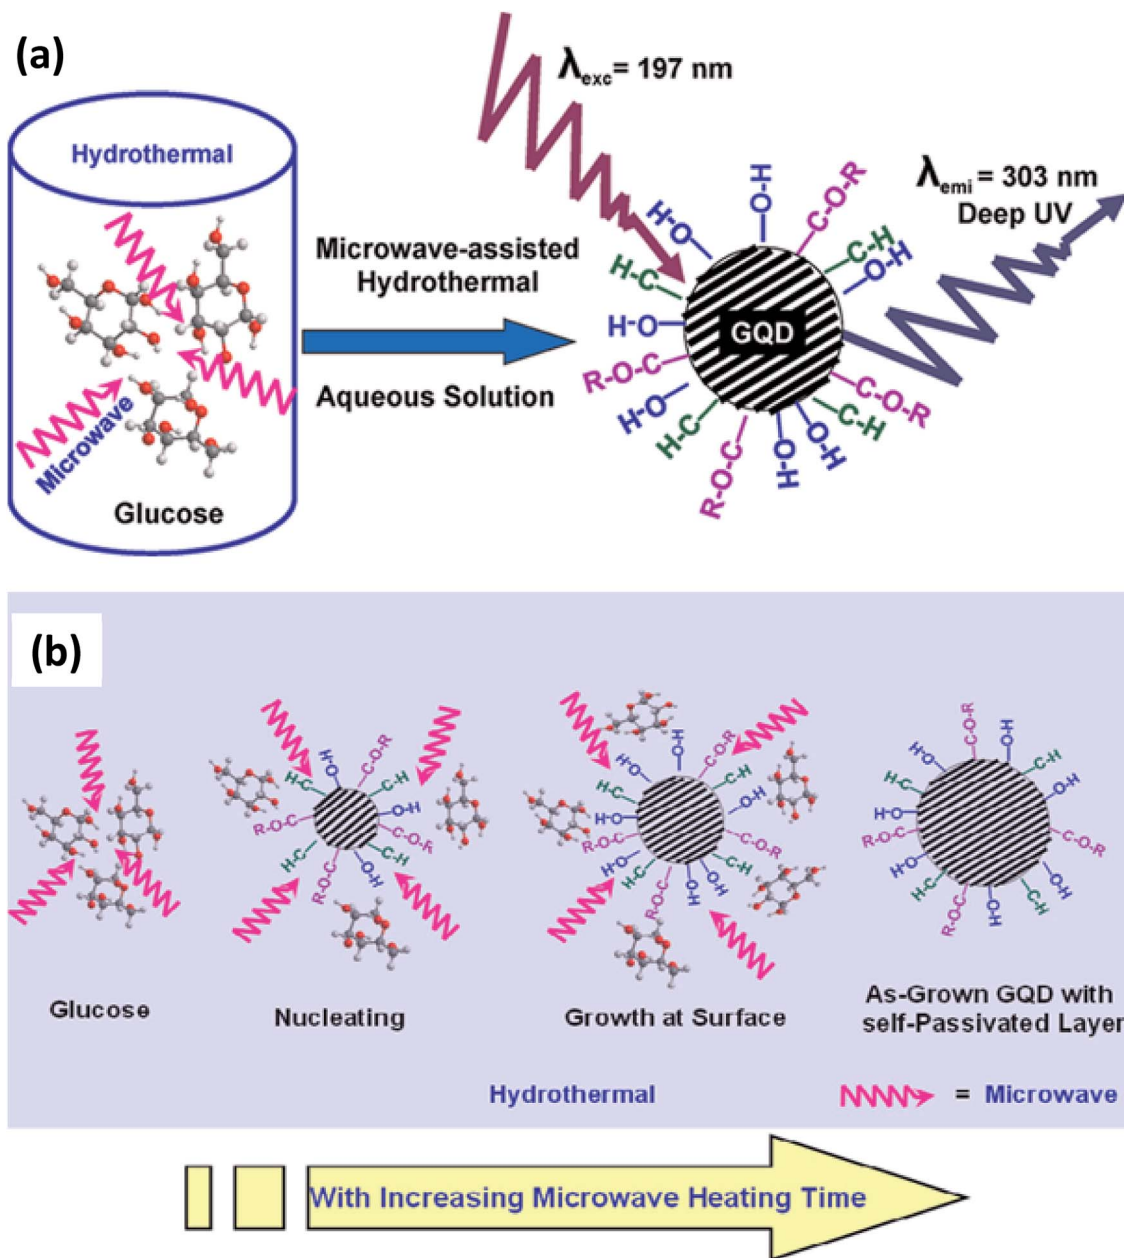 (a)
Hydrothermal
Microwave
Glucose
Microwave-assisted
Hydrothermal
Aqueous Solution
λexc= 197 nm
λemi = 303 nm
Deep UV
GQD
H-O
O-H
C-O-R
C-H
O-H
H-C
H-O
R-O-C
H-O
H-C
R-O-C
O-H
O-H
C-H
C-O-R
(b)
Glucose
H-C
H-O
C-O-R
C-H
O-H
C-O-R
C-H
O-H
R-O-C
H-C
R-O-C
Nucleating
H-O
O-H
C-O-R
C-H
O-H
C-O-R
C-H
O-H
O-H
R-O-C
H-C
H-O
R-O-C
H-O
H-C
Growth at Surface
C-O-R
O-H
C-H
O-H
C-O-R
O-H
C-H
O-H
R-O-C
H-C
H-O
R-O-C
H-O
H-C
H-O
As-Grown GQD with
self-Passivated Layer
Hydrothermal
= Microwave
With Increasing Microwave Heating Time